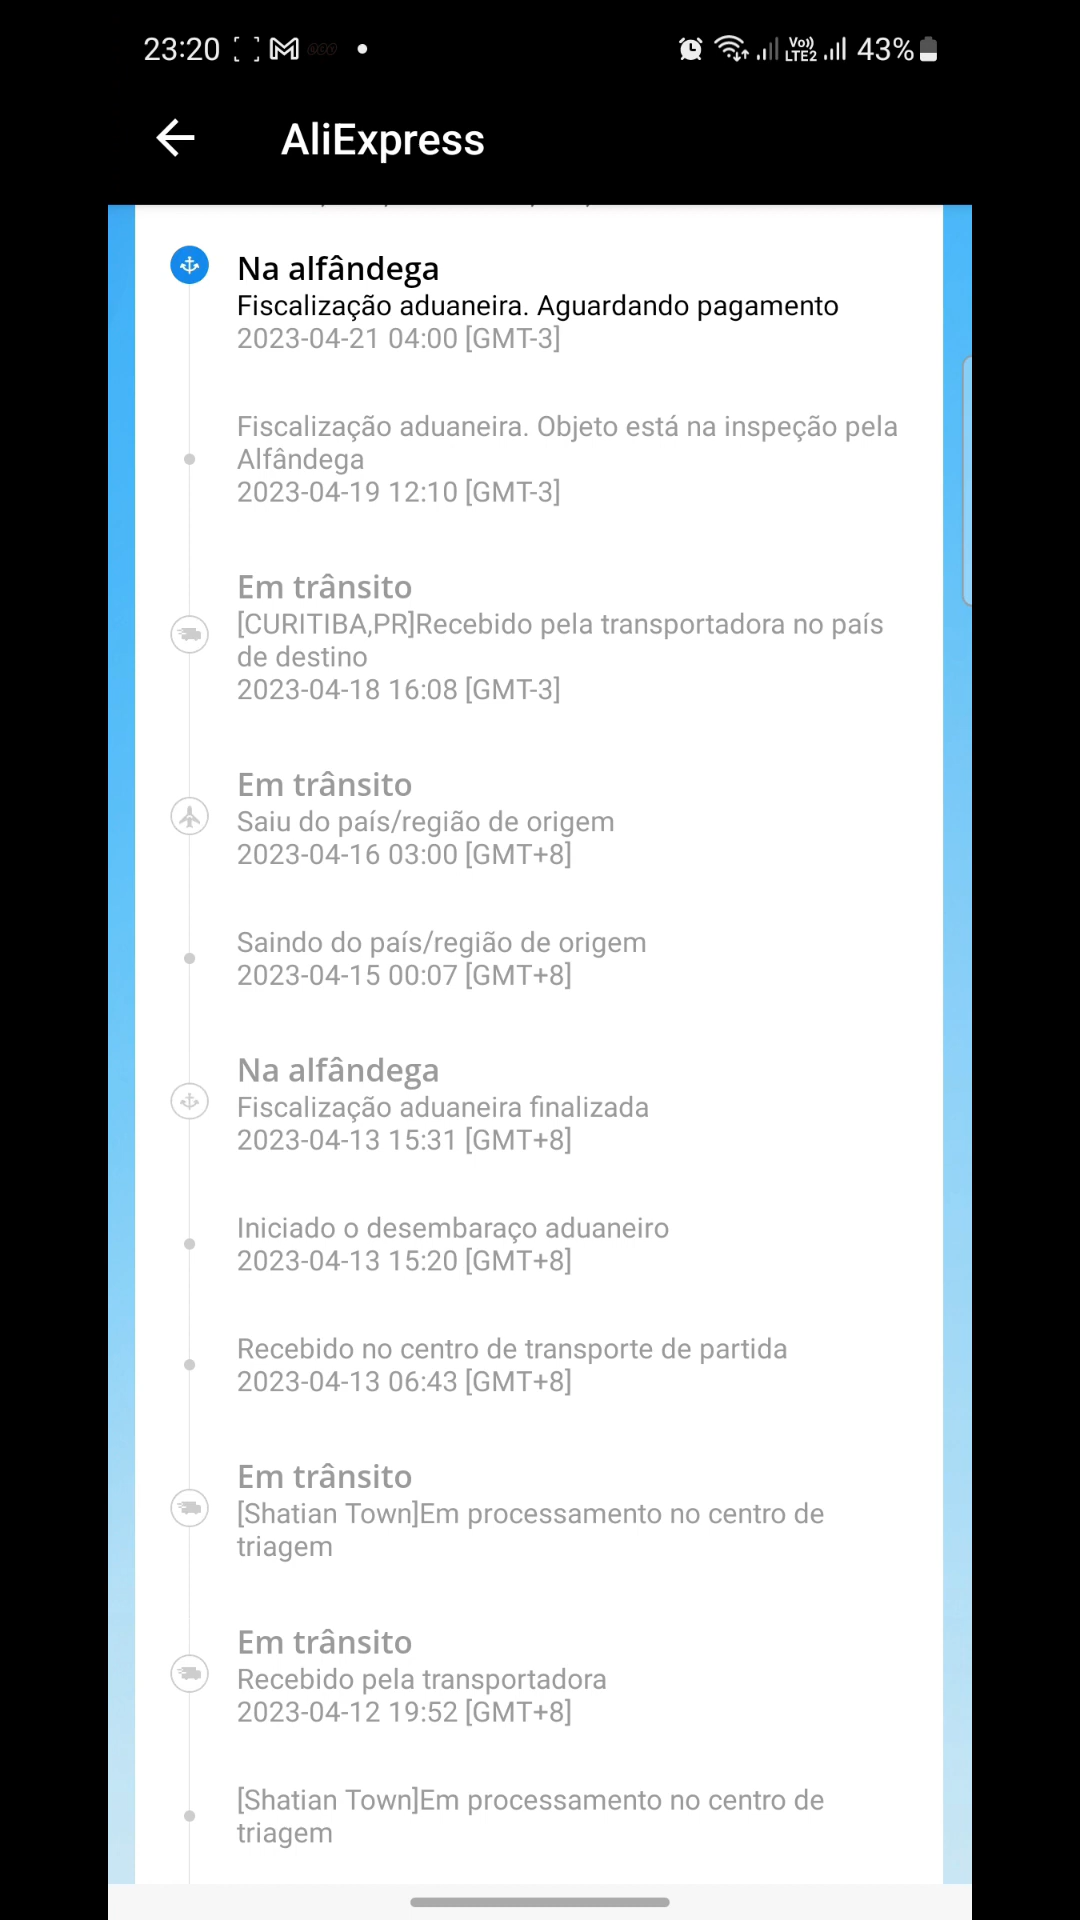 23:20
Vo)) LTE2 43%
AliExpress
Na alfândega
Fiscalização aduaneira. Aguardando pagamento
2023-04-21 04:00 [GMT-3]
Fiscalização aduaneira. Objeto está na inspeção pela
Alfândega
2023-04-19 12:10 [GMT-3]
Em trânsito
[CURITIBA,PR]Recebido pela transportadora no país
de destino
2023-04-18 16:08 [GMT-3]
Em trânsito
Saiu do país/região de origem
2023-04-16 03:00 [GMT+8]
Saindo do país/região de origem
2023-04-15 00:07 [GMT+8]
Na alfândega
Fiscalização aduaneira finalizada
2023-04-13 15:31 [GMT+8]
Iniciado o desembaraço aduaneiro
2023-04-13 15:20 [GMT+8]
Recebido no centro de transporte de partida
2023-04-13 06:43 [GMT+8]
Em trânsito
[Shatian Town]Em processamento no centro de
triagem
Em trânsito
Recebido pela transportadora
2023-04-12 19:52 [GMT+8]
[Shatian Town]Em processamento no centro de
triagem